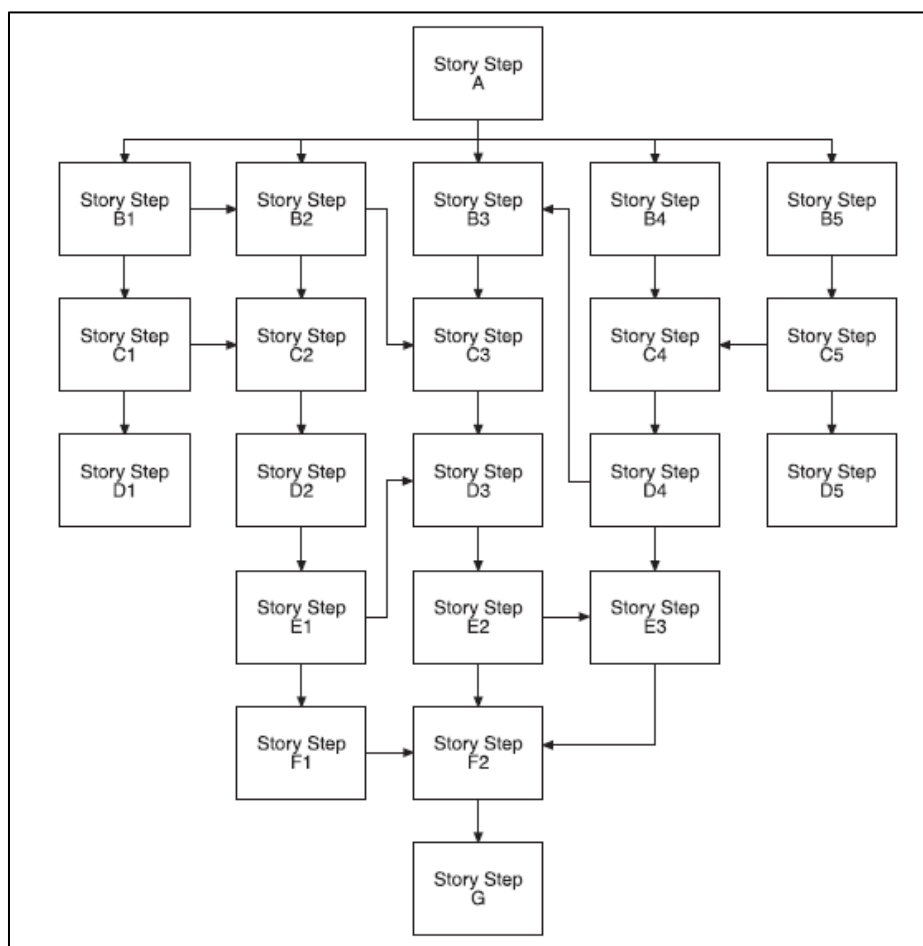 Story Step
A
Story Step
B1
Story Step
B2
Story Step
B3
Story Step
B4
Story Step
B5
Story Step
C1
Story Step
C2
Story Step
C3
Story Step
C4
Story Step
C5
Story Step
D1
Story Step
D2
Story Step
D3
Story Step
D4
Story Step
D5
Story Step
E1
Story Step
E2
Story Step
E3
Story Step
F1
Story Step
F2
Story Step
G